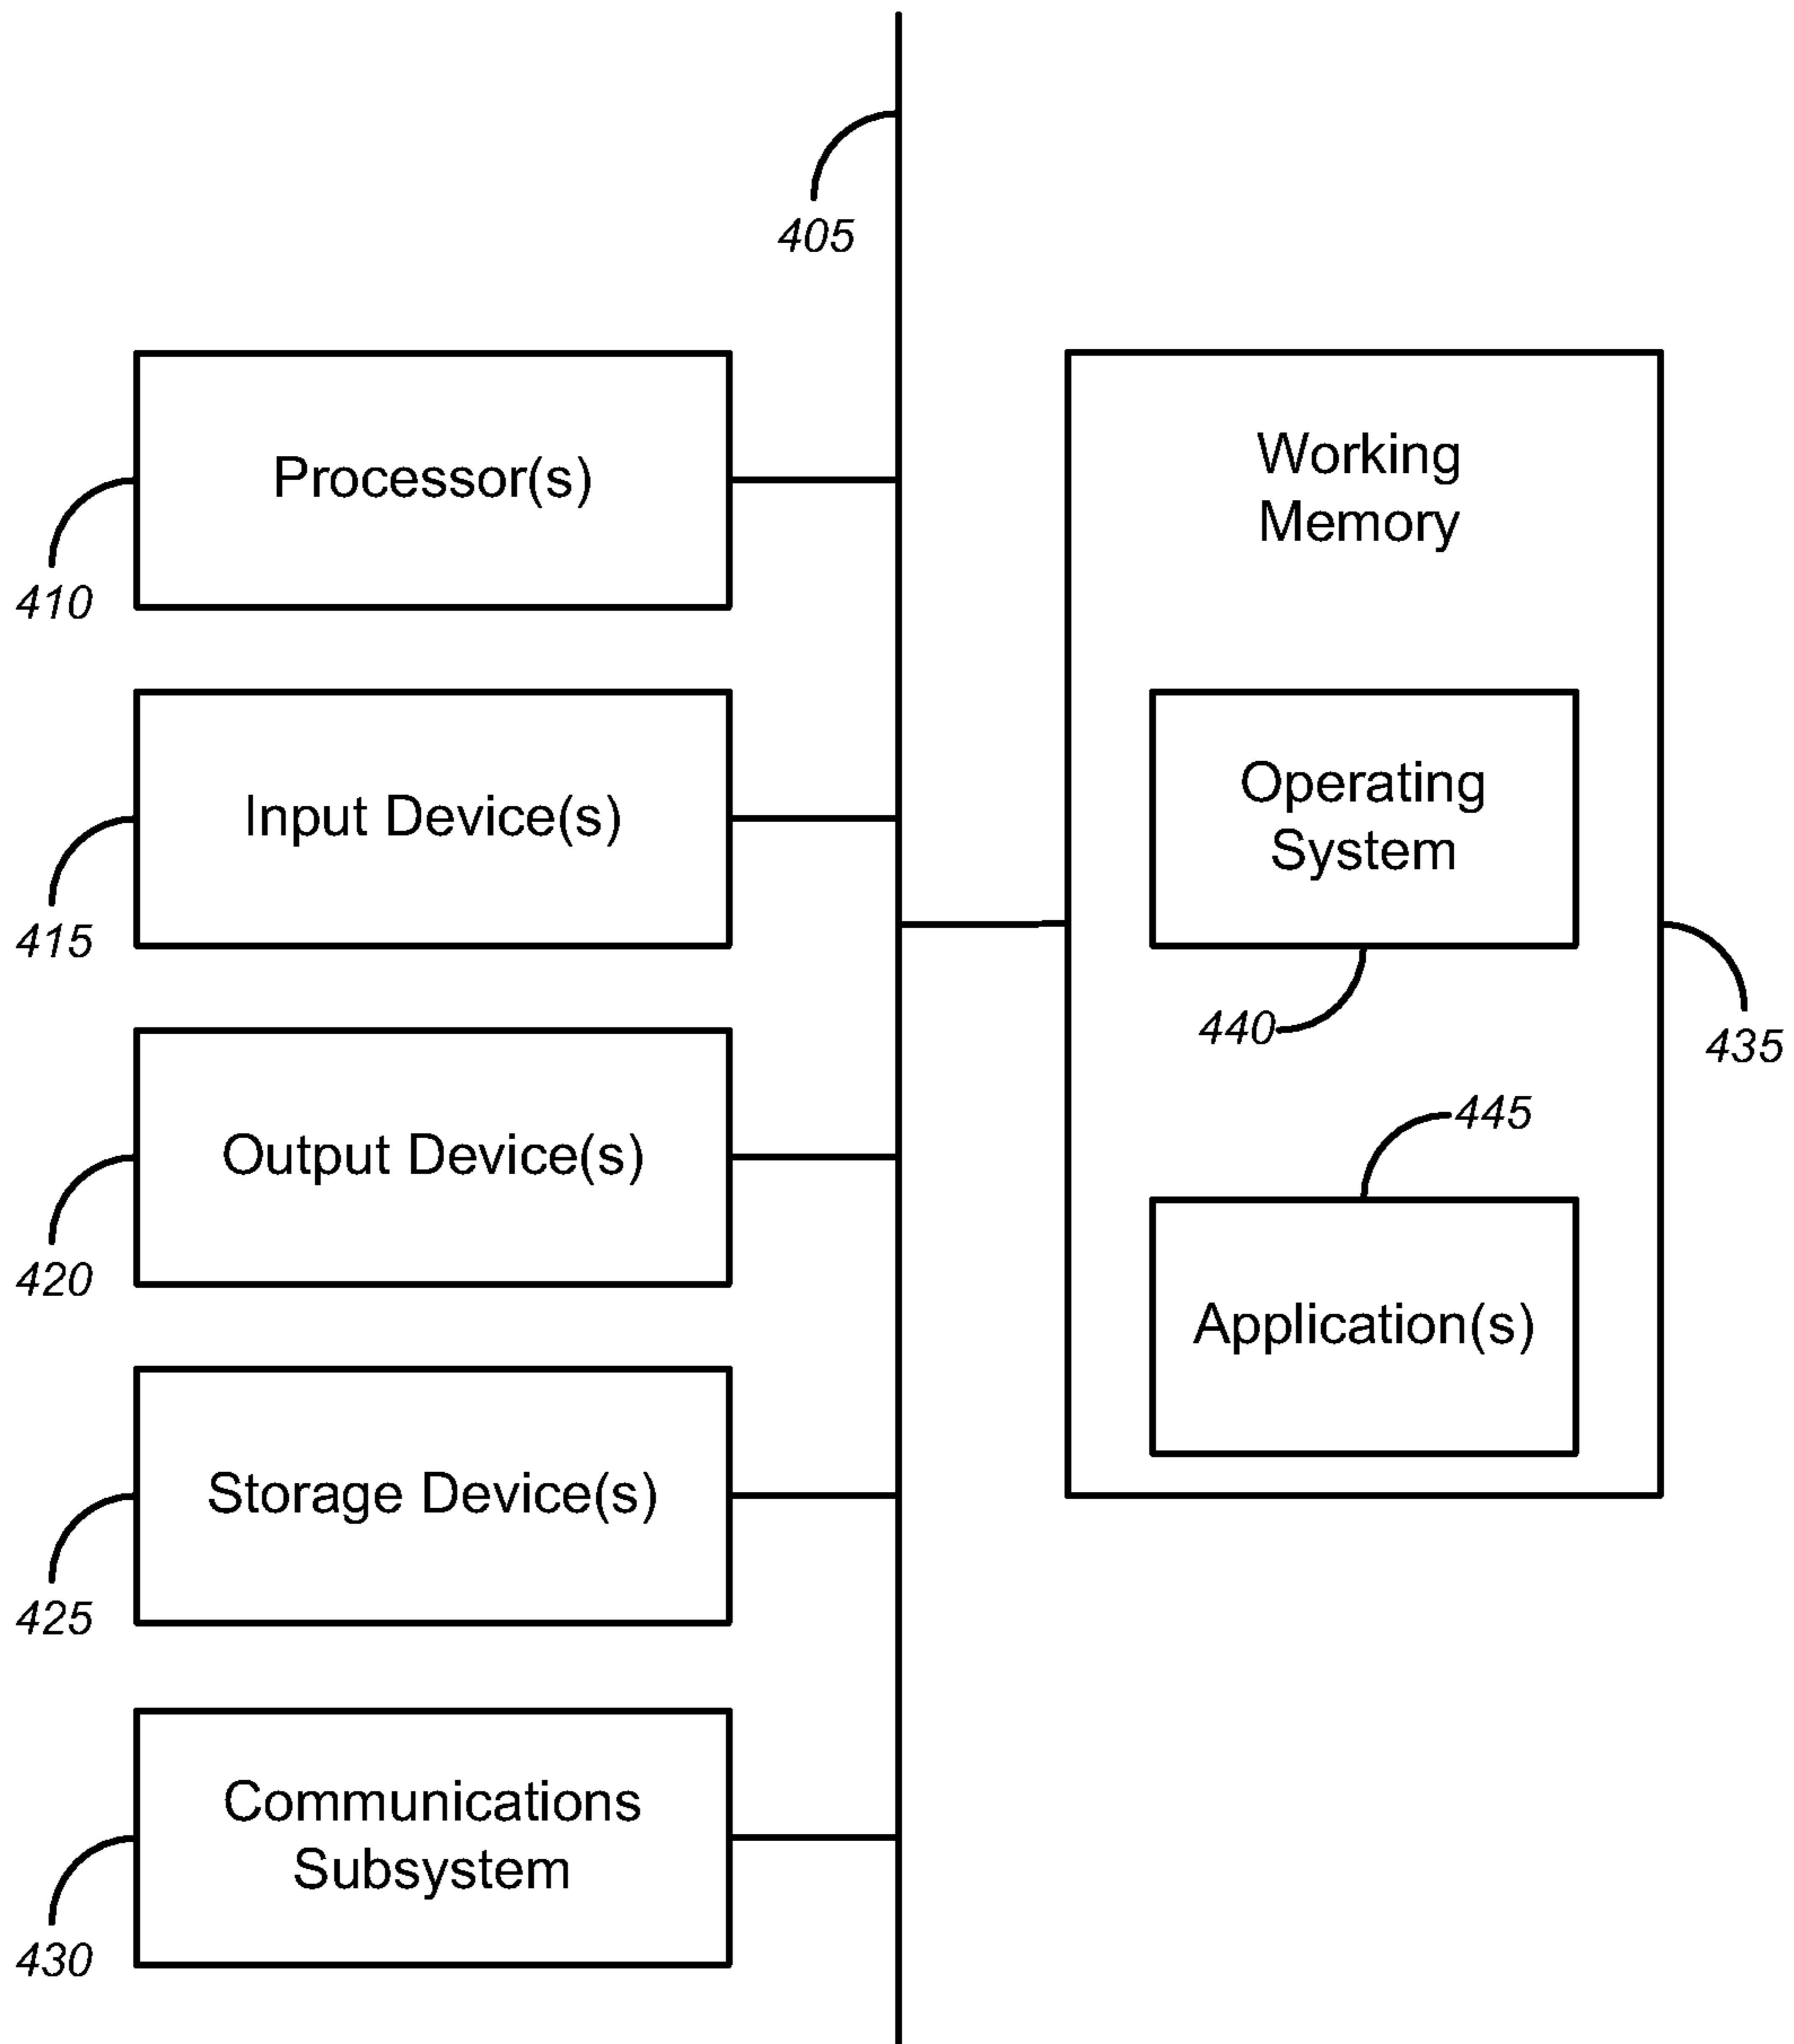 405
Processor(s)
410
Input Device(s)
415
Output Device(s)
420
Storage Device(s)
425
Communications
Subsystem
430
Working
Memory
Operating
System
440
435
445
Application(s)